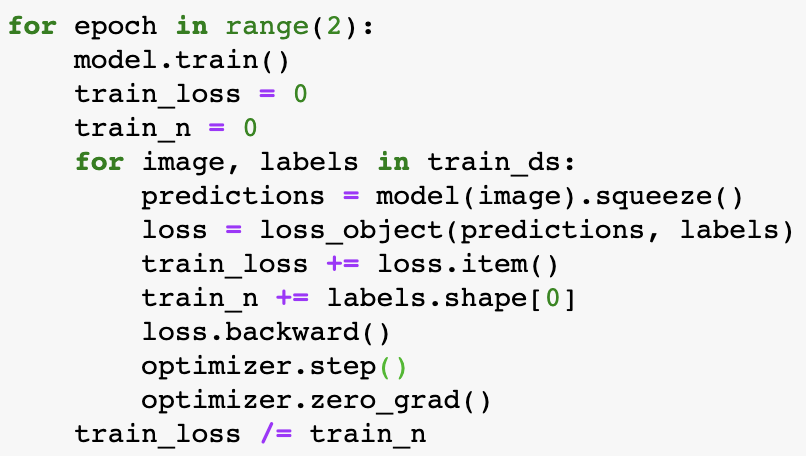 for epoch in range(2):
    model.train()
    train_loss = 0
    train_n = 0
    for image, labels in train_ds:
        predictions = model(image).squeeze()
        loss = loss_object(predictions, labels)
        train_loss += loss.item()
        train_n += labels.shape[0]
        loss.backward()
        optimizer.step()
        optimizer.zero_grad()
    train_loss /= train_n